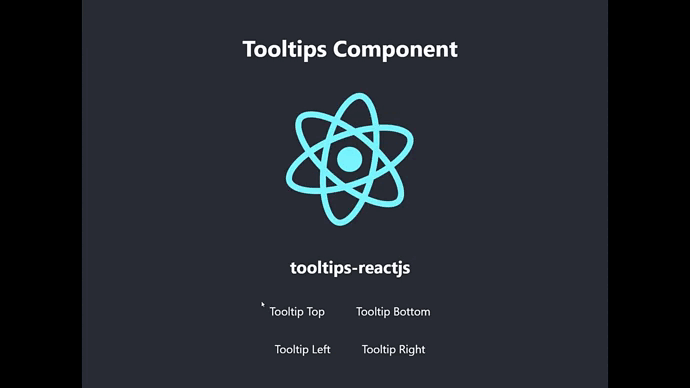 Tooltips Component
tooltips-reactjs
Tooltip Top Tooltip Bottom
Tooltip Left Tooltip Right